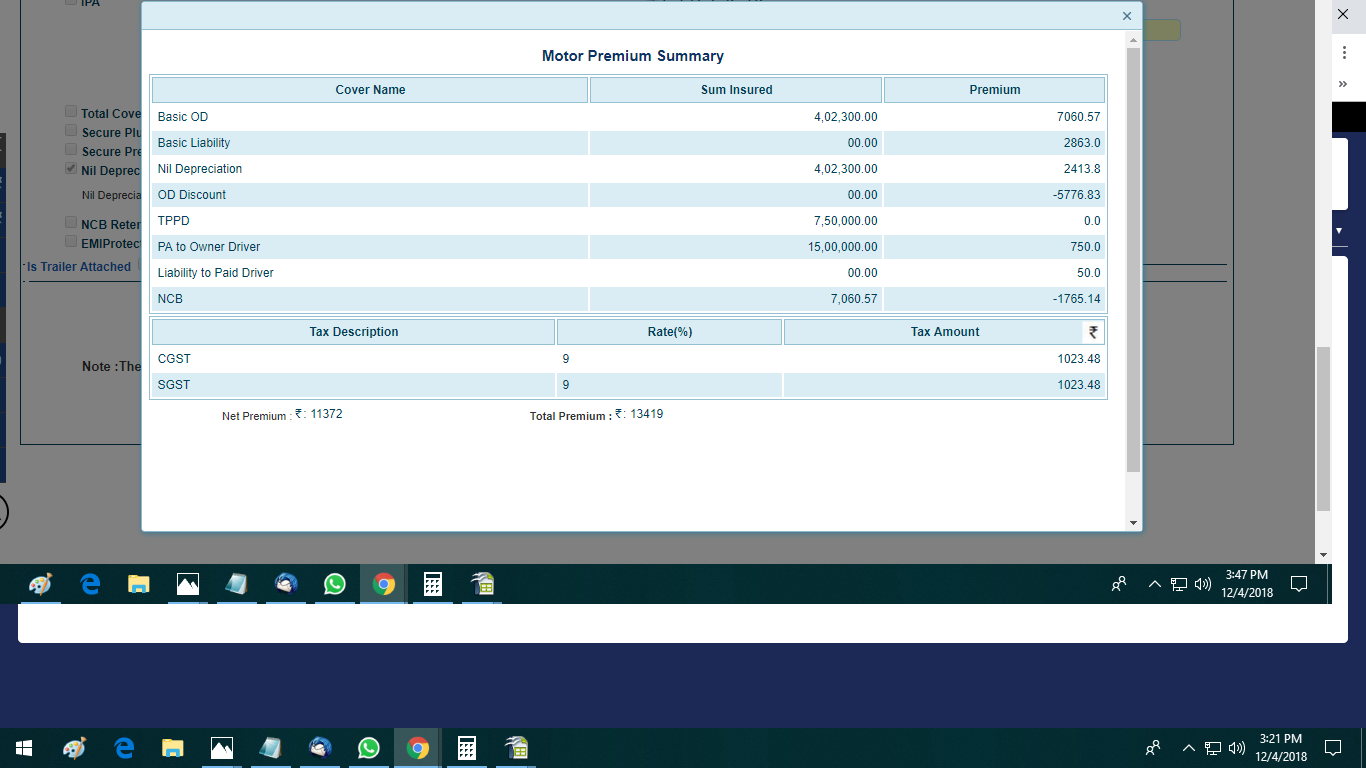 IPA
×
Motor Premium Summary
Cover Name Sum Insured Premium
Basic OD 4,02,300.00 7060.57
Basic Liability 00.00 2863.0
Nil Depreciation 4,02,300.00 2413.8
OD Discount 00.00 -5776.83
TPPD 7,50,000.00 0.0
PA to Owner Driver 15,00,000.00 750.0
Liability to Paid Driver 00.00 50.0
NCB 7,060.57 -1765.14
Tax Description Rate(%) Tax Amount ₹
CGST 9 1023.48
SGST 9 1023.48
Net Premium : ₹: 11372 Total Premium : ₹: 13419
Total Cove
Secure Plu
Secure Pre
Nil Deprec
Nil Deprecia
NCB Reter
EMIProtec
Is Trailer Attached
Note :The
3:47 PM
12/4/2018
3:21 PM
12/4/2018